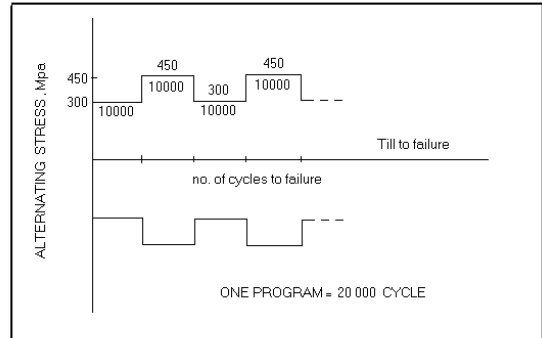 ALTERNATING STRESS ,Mpa
450
300
10000
450
10000
300
10000
450
10000
Till to failure
no. of cycles to failure
ONE PROGRAM = 20 000 CYCLE